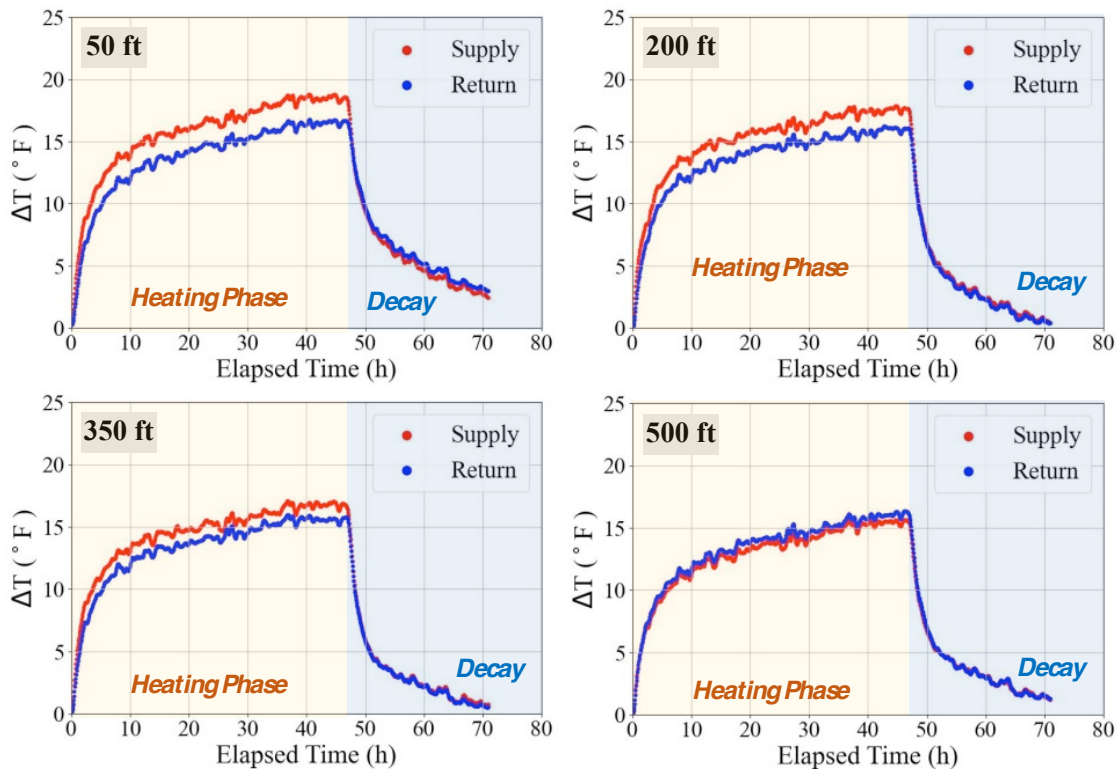 50 ft
Supply
Return
25
20
15
10
5
0
ΔT ( ° F )
Heating Phase
Decay
0 10 20 30 40 50 60 70 80
Elapsed Time (h)
200 ft
Supply
Return
25
20
15
10
5
0
ΔT ( ° F )
Heating Phase
Decay
0 10 20 30 40 50 60 70 80
Elapsed Time (h)
350 ft
Supply
Return
25
20
15
10
5
0
ΔT ( ° F )
Heating Phase
Decay
0 10 20 30 40 50 60 70 80
Elapsed Time (h)
500 ft
Supply
Return
25
20
15
10
5
0
ΔT ( ° F )
Heating Phase
Decay
0 10 20 30 40 50 60 70 80
Elapsed Time (h)